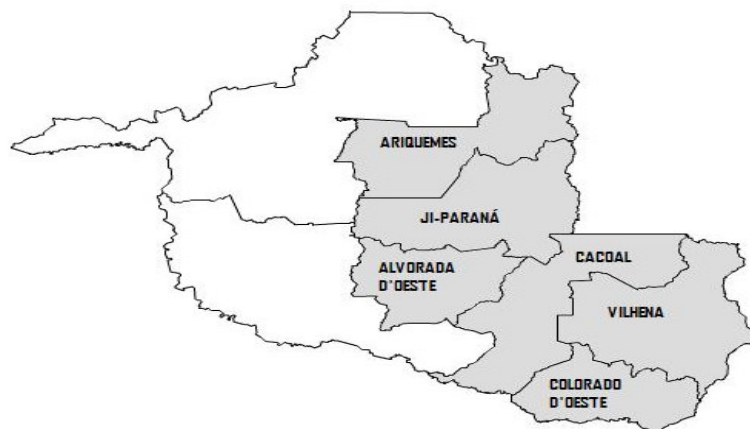 ARIQUEMES
JI-PARANÁ
CACOAL
ALVORADA
D'OESTE
VILHENA
COLORADO
D'OESTE